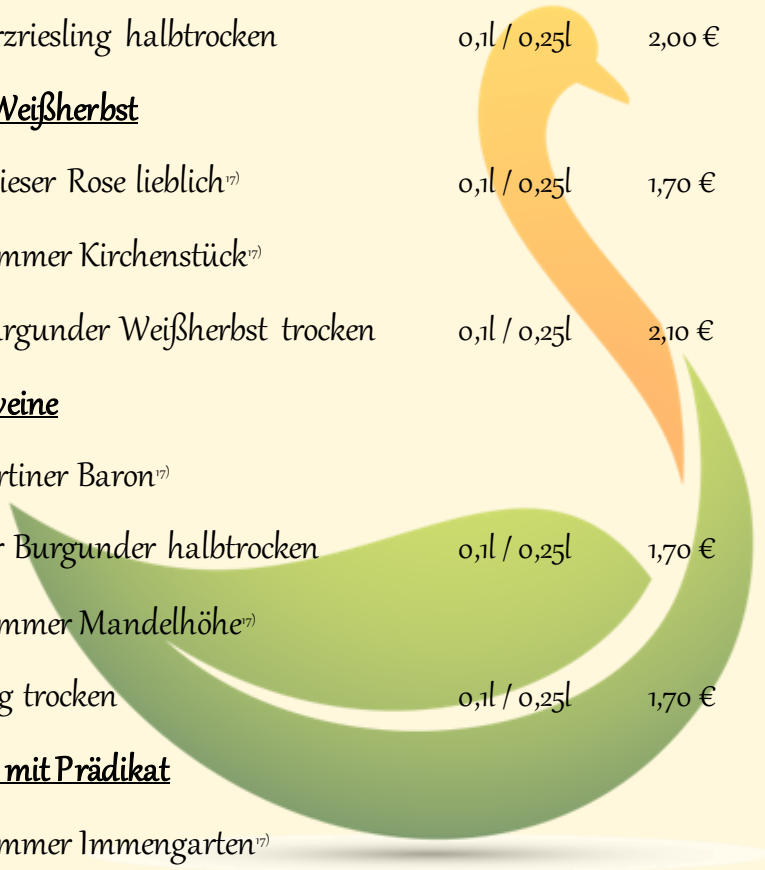 rzriesling halbtrocken 0,1l / 0,25l 2,00 €
Weißherbst
ieser Rose lieblich17) 0,1l / 0,25l 1,70 €
mmer Kirchenstück17)
urgunder Weißherbst trocken 0,1l / 0,25l 2,10 €
veine
rtiner Baron17)
r Burgunder halbtrocken 0,1l / 0,25l 1,70 €
mmer Mandelhöhe17)
g trocken 0,1l / 0,25l 1,70 €
mit Prädikat
mmer Immengarten17)